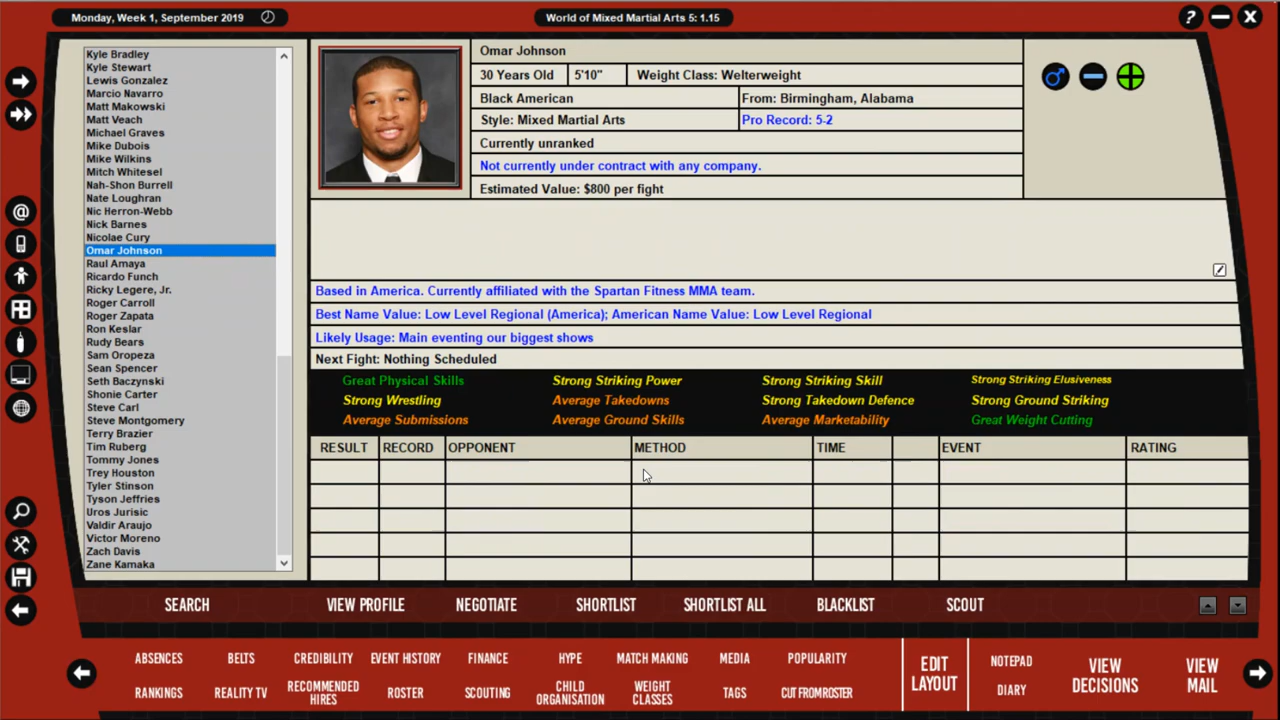 Monday, Week 1, September 2019
World of Mixed Martial Arts 5: 1.15
?
Kyle Bradley
Kyle Stewart
Lewis Gonzalez
Marcio Navarro
Matt Makowski
Matt Veach
Michael Graves
Mike Dubois
Mike Wilkins
Mitch Whitesel
Nah-Shon Burrell
Nate Loughran
Nic Herron-Webb
Nick Barnes
Nicolae Cury
Omar Johnson
Raul Amaya
Ricardo Funch
Ricky Legere, Jr.
Roger Carroll
Roger Zapata
Ron Keslar
Rudy Bears
Sam Oropeza
Sean Spencer
Seth Baczynski
Shonie Carter
Steve Carl
Steve Montgomery
Terry Brazier
Tim Ruberg
Tommy Jones
Trey Houston
Tyler Stinson
Tyson Jeffries
Uros Jurisic
Valdir Araujo
Victor Moreno
Zach Davis
Zane Kamaka
Omar Johnson
30 Years Old 5'10" Weight Class: Welterweight
Black American From: Birmingham, Alabama
Style: Mixed Martial Arts Pro Record: 5-2
Currently unranked
Not currently under contract with any company.
Estimated Value: $800 per fight
Based in America. Currently affiliated with the Spartan Fitness MMA team.
Best Name Value: Low Level Regional (America); American Name Value: Low Level Regional
Likely Usage: Main eventing our biggest shows
Next Fight: Nothing Scheduled
Great Physical Skills Strong Striking Power Strong Striking Skill Strong Striking Elusiveness
Strong Wrestling Average Takedowns Strong Takedown Defence Strong Ground Striking
Average Submissions Average Ground Skills Average Marketability Great Weight Cutting
RESULT RECORD OPPONENT METHOD TIME EVENT RATING
SEARCH VIEW PROFILE NEGOTIATE SHORTLIST SHORTLIST ALL BLACKLIST SCOUT
ABSENCES BELTS CREDIBILITY EVENT HISTORY FINANCE HYPE MATCH MAKING MEDIA POPULARITY
RANKINGS REALITY TV RECOMMENDED HIRES ROSTER SCOUTING CHILD ORGANISATION WEIGHT CLASSES TAGS CUT FROM ROSTER
EDIT LAYOUT
NOTEPAD
DIARY
VIEW DECISIONS
VIEW MAIL